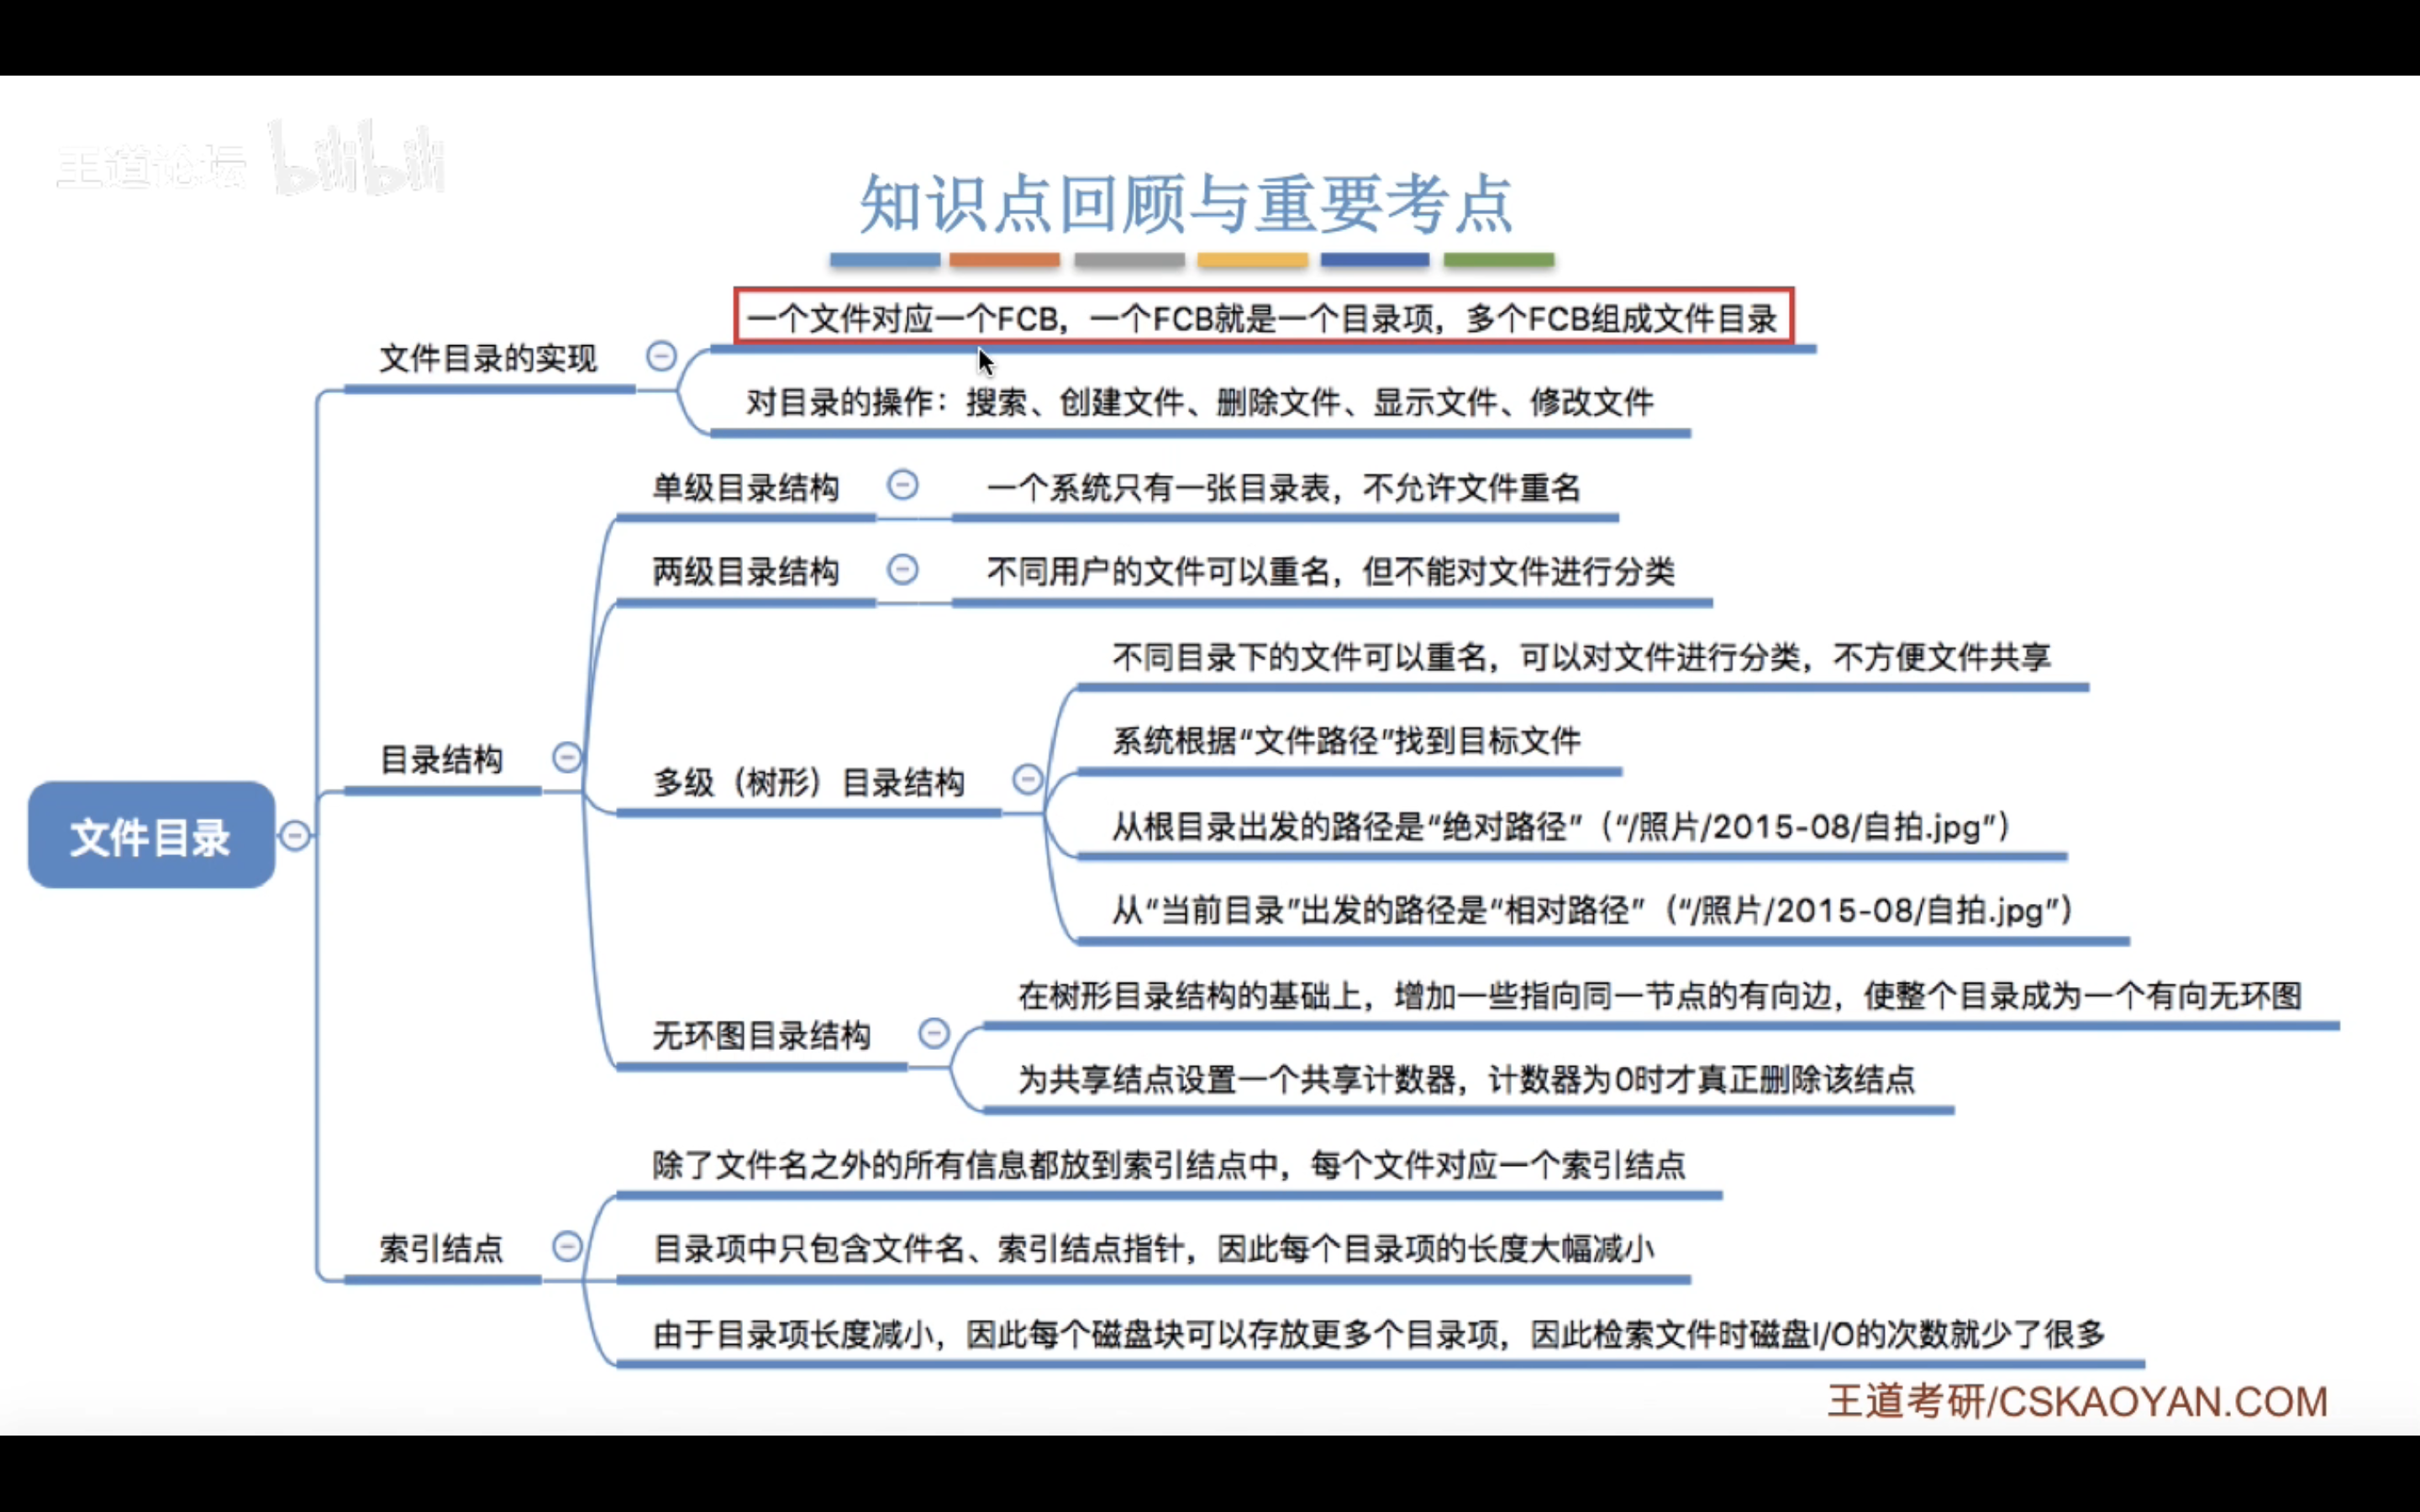 王道论坛 bilibili
知识点回顾与重要考点
一个文件对应一个FCB，一个FCB就是一个目录项，多个FCB组成文件目录
文件目录的实现
对目录的操作：搜索、创建文件、删除文件、显示文件、修改文件
单级目录结构
一个系统只有一张目录表，不允许文件重名
两级目录结构
不同用户的文件可以重名，但不能对文件进行分类
不同目录下的文件可以重名，可以对文件进行分类，不方便文件共享
系统根据“文件路径”找到目标文件
目录结构
多级（树形）目录结构
从根目录出发的路径是“绝对路径”（“/照片/2015-08/自拍.jpg”）
文件目录
从“当前目录”出发的路径是“相对路径”（“/照片/2015-08/自拍.jpg”）
在树形目录结构的基础上，增加一些指向同一节点的有向边，使整个目录成为一个有向无环图
无环图目录结构
为共享结点设置一个共享计数器，计数器为0时才真正删除该结点
除了文件名之外的所有信息都放到索引结点中，每个文件对应一个索引结点
索引结点
目录项中只包含文件名、索引结点指针，因此每个目录项的长度大幅减小
由于目录项长度减小，因此每个磁盘块可以存放更多个目录项，因此检索文件时磁盘I/O的次数就少了很多
王道考研/CSKAOYAN.COM